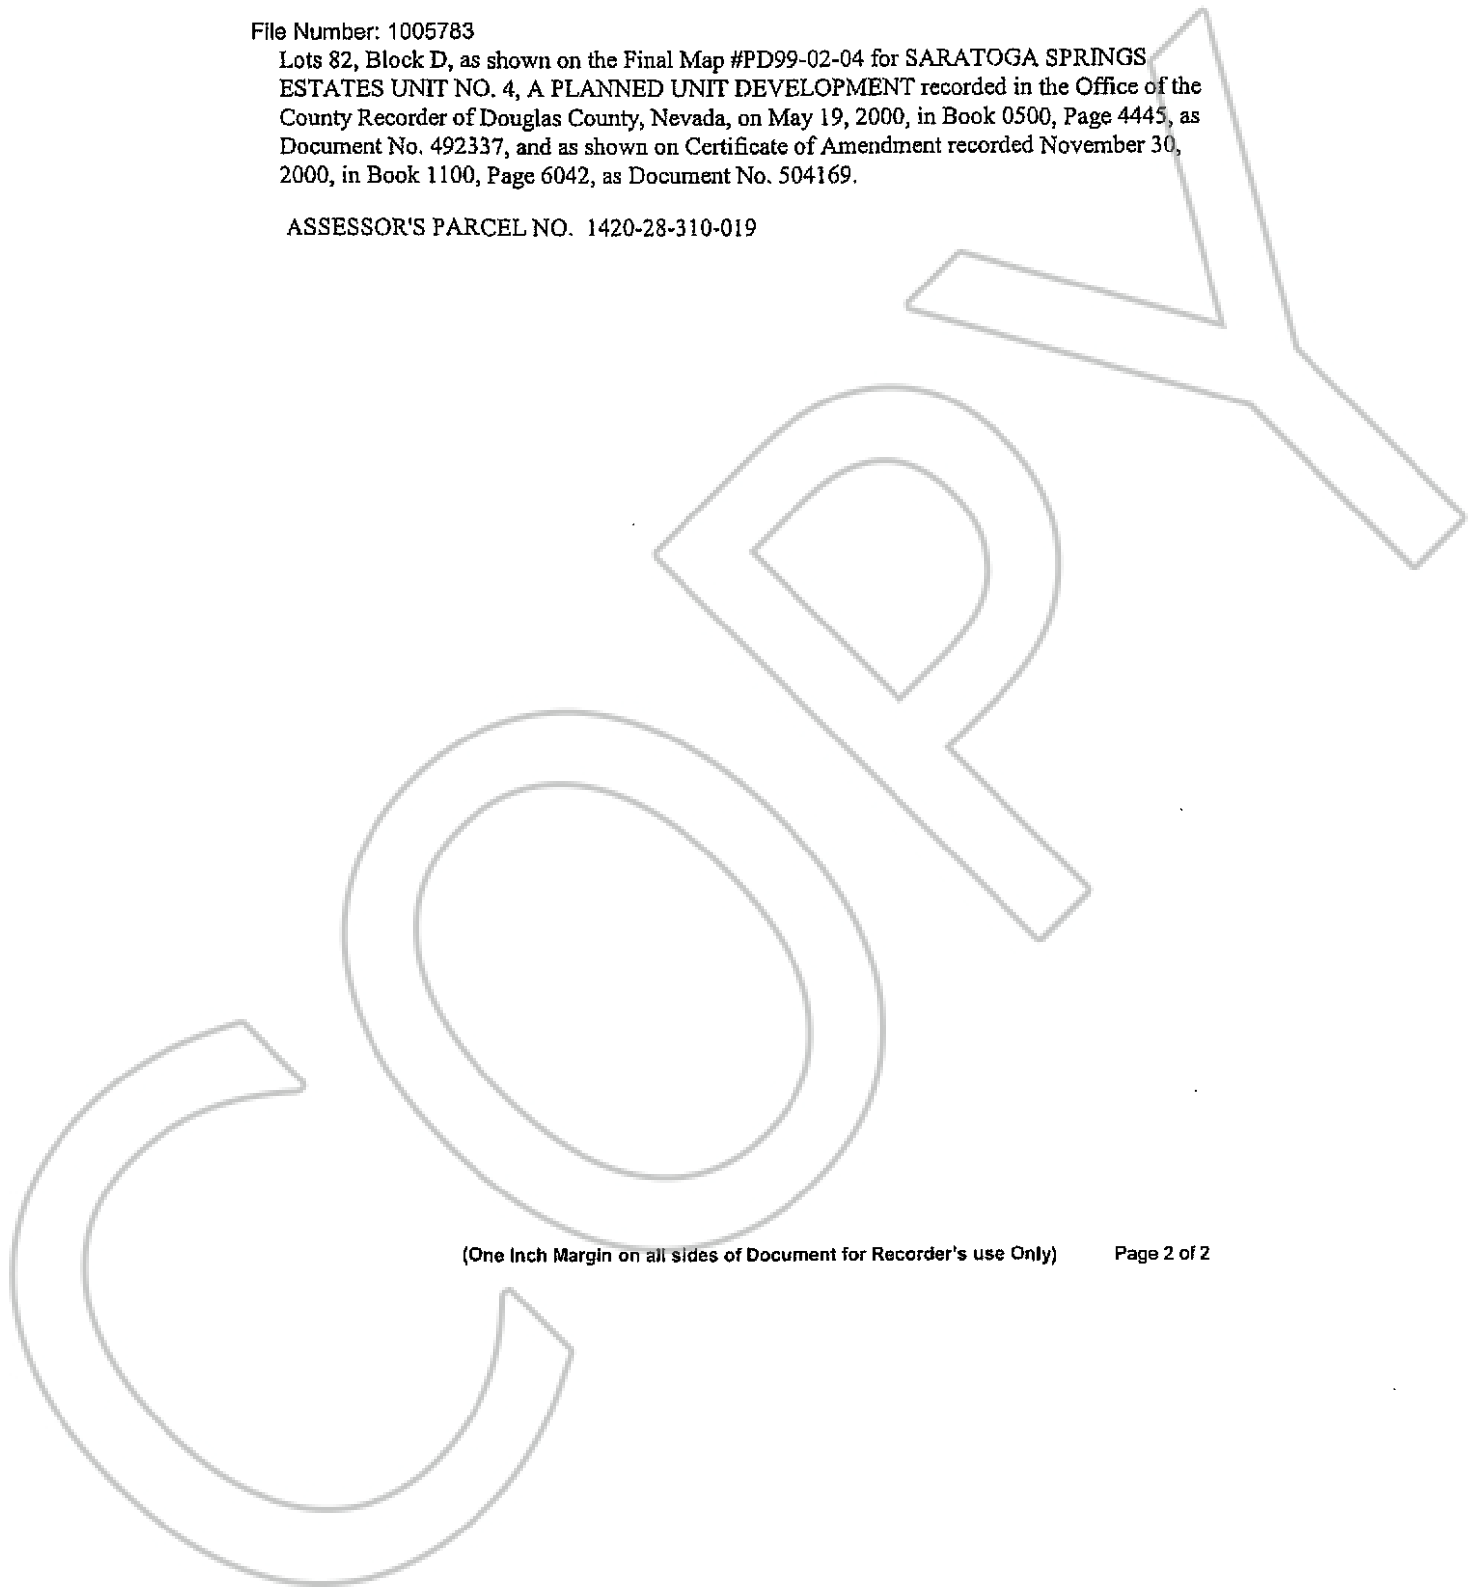 File Number: 1005783
Lots 82, Block D, as shown on the Final Map #PD99-02-04 for SARATOGA SPRINGS
ESTATES UNIT NO. 4, A PLANNED UNIT DEVELOPMENT recorded in the Office of the
County Recorder of Douglas County, Nevada, on May 19, 2000, in Book 0500, Page 4445, as
Document No. 492337, and as shown on Certificate of Amendment recorded November 30,
2000, in Book 1100, Page 6042, as Document No. 504169.
ASSESSOR'S PARCEL NO. 1420-28-310-019
COPY
(One Inch Margin on all sides of Document for Recorder's use Only) Page 2 of 2